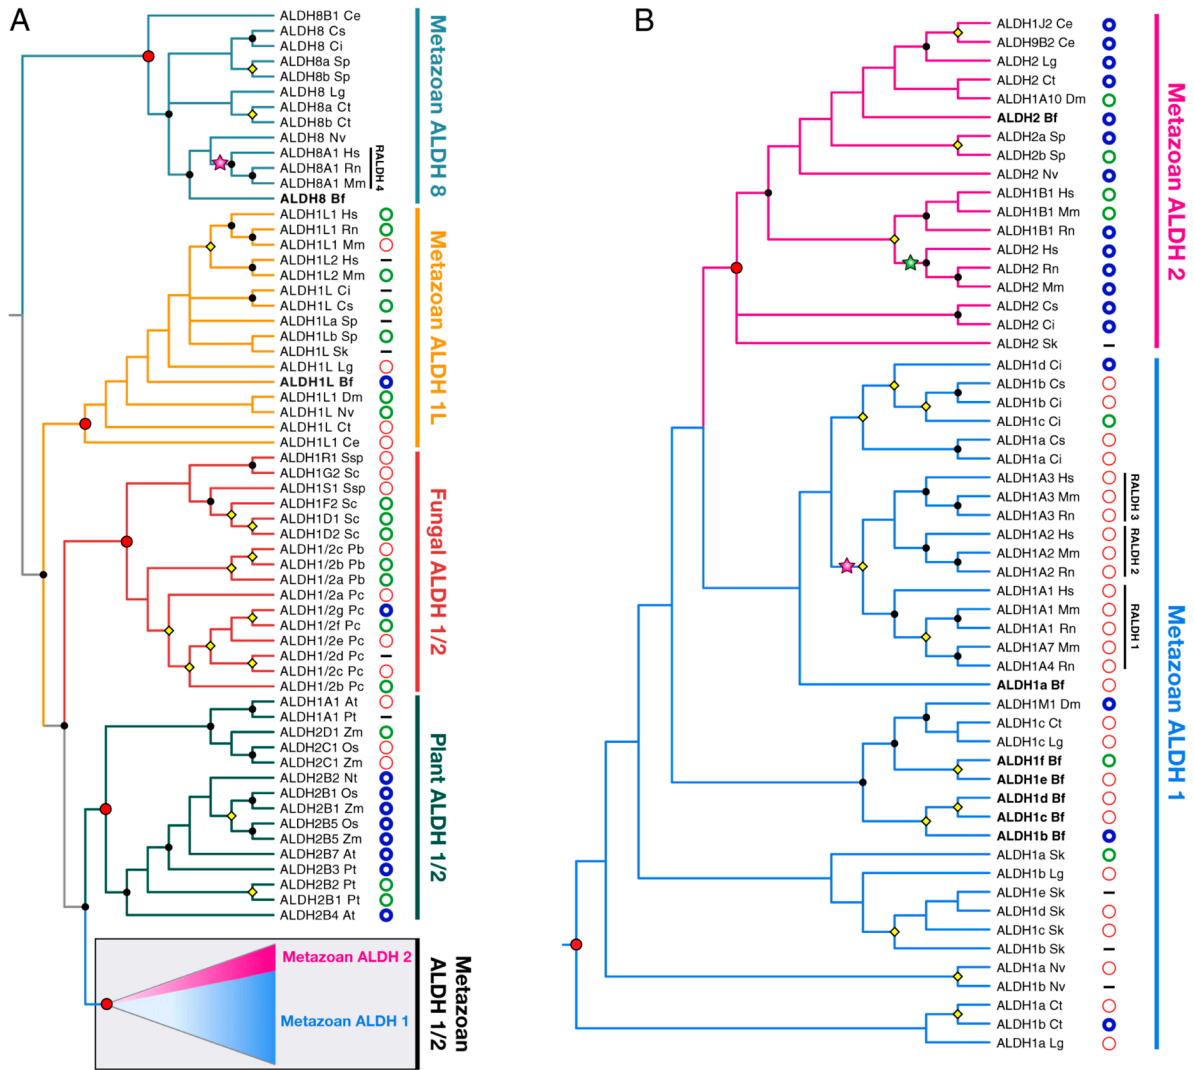 A
ALDH8B1 Ce
ALDH8 Cs
ALDH8 Ci
ALDH8a Sp
ALDH8b Sp
ALDH8 Lg
ALDH8a Ct
ALDH8b Ct
ALDH8 Nv
ALDH8A1 Hs
ALDH8A1 Rn
ALDH8A1 Mm
RALDH 4
ALDH8 Bf
Metazoan ALDH 8
ALDH1L1 Hs
ALDH1L1 Rn
ALDH1L1 Mm
ALDH1L2 Hs
ALDH1L2 Mm
ALDH1L Ci
ALDH1L Cs
ALDH1La Sp
ALDH1Lb Sp
ALDH1L Sk
ALDH1L Lg
ALDH1L Bf
ALDH1L1 Dm
ALDH1L Nv
ALDH1L Ct
ALDH1L1 Ce
Metazoan ALDH 1L
ALDH1R1 Ssp
ALDH1G2 Sc
ALDH1S1 Ssp
ALDH1F2 Sc
ALDH1D1 Sc
ALDH1D2 Sc
ALDH1/2c Pb
ALDH1/2b Pb
ALDH1/2a Pb
ALDH1/2a Pc
ALDH1/2g Pc
ALDH1/2f Pc
ALDH1/2e Pc
ALDH1/2d Pc
ALDH1/2c Pc
ALDH1/2b Pc
Fungal ALDH 1/2
ALDH1A1 At
ALDH1A1 Pt
ALDH2D1 Zm
ALDH2C1 Os
ALDH2C1 Zm
ALDH2B2 Nt
ALDH2B1 Os
ALDH2B1 Zm
ALDH2B5 Os
ALDH2B5 Zm
ALDH2B7 At
ALDH2B3 Pt
ALDH2B2 Pt
ALDH2B1 Pt
ALDH2B4 At
Plant ALDH 1/2
Metazoan ALDH 2
Metazoan ALDH 1
Metazoan
ALDH 1/2
B
ALDH1J2 Ce
ALDH9B2 Ce
ALDH2 Lg
ALDH2 Ct
ALDH1A10 Dm
ALDH2 Bf
ALDH2a Sp
ALDH2b Sp
ALDH2 Nv
ALDH1B1 Hs
ALDH1B1 Mm
ALDH1B1 Rn
ALDH2 Hs
ALDH2 Rn
ALDH2 Mm
ALDH2 Cs
ALDH2 Ci
ALDH2 Sk
Metazoan ALDH 2
ALDH1d Ci
ALDH1b Cs
ALDH1b Ci
ALDH1c Ci
ALDH1a Cs
ALDH1a Ci
ALDH1A3 Hs
ALDH1A3 Mm
ALDH1A3 Rn
RALDH 3
ALDH1A2 Hs
ALDH1A2 Mm
ALDH1A2 Rn
RALDH 2
ALDH1A1 Hs
ALDH1A1 Mm
ALDH1A1 Rn
ALDH1A7 Mm
ALDH1A4 Rn
RALDH 1
ALDH1a Bf
ALDH1M1 Dm
ALDH1c Ct
ALDH1c Lg
ALDH1f Bf
ALDH1e Bf
ALDH1d Bf
ALDH1c Bf
ALDH1b Bf
ALDH1a Sk
ALDH1b Lg
ALDH1e Sk
ALDH1d Sk
ALDH1c Sk
ALDH1b Sk
ALDH1a Nv
ALDH1b Nv
ALDH1a Ct
ALDH1b Ct
ALDH1a Lg
Metazoan ALDH 1